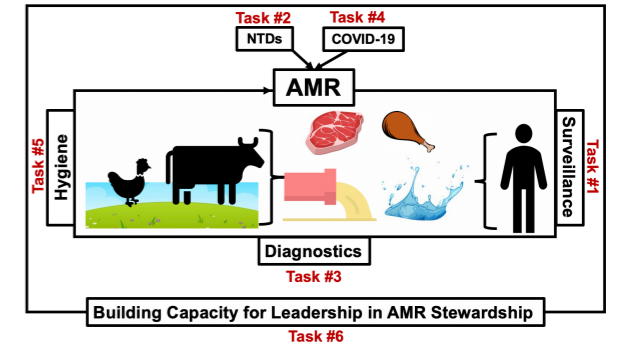 Task #2
Task #4
NTDs
COVID-19
AMR
Task #5
Hygiene
Surveillance
Task #1
Diagnostics
Task #3
Building Capacity for Leadership in AMR Stewardship
Task #6